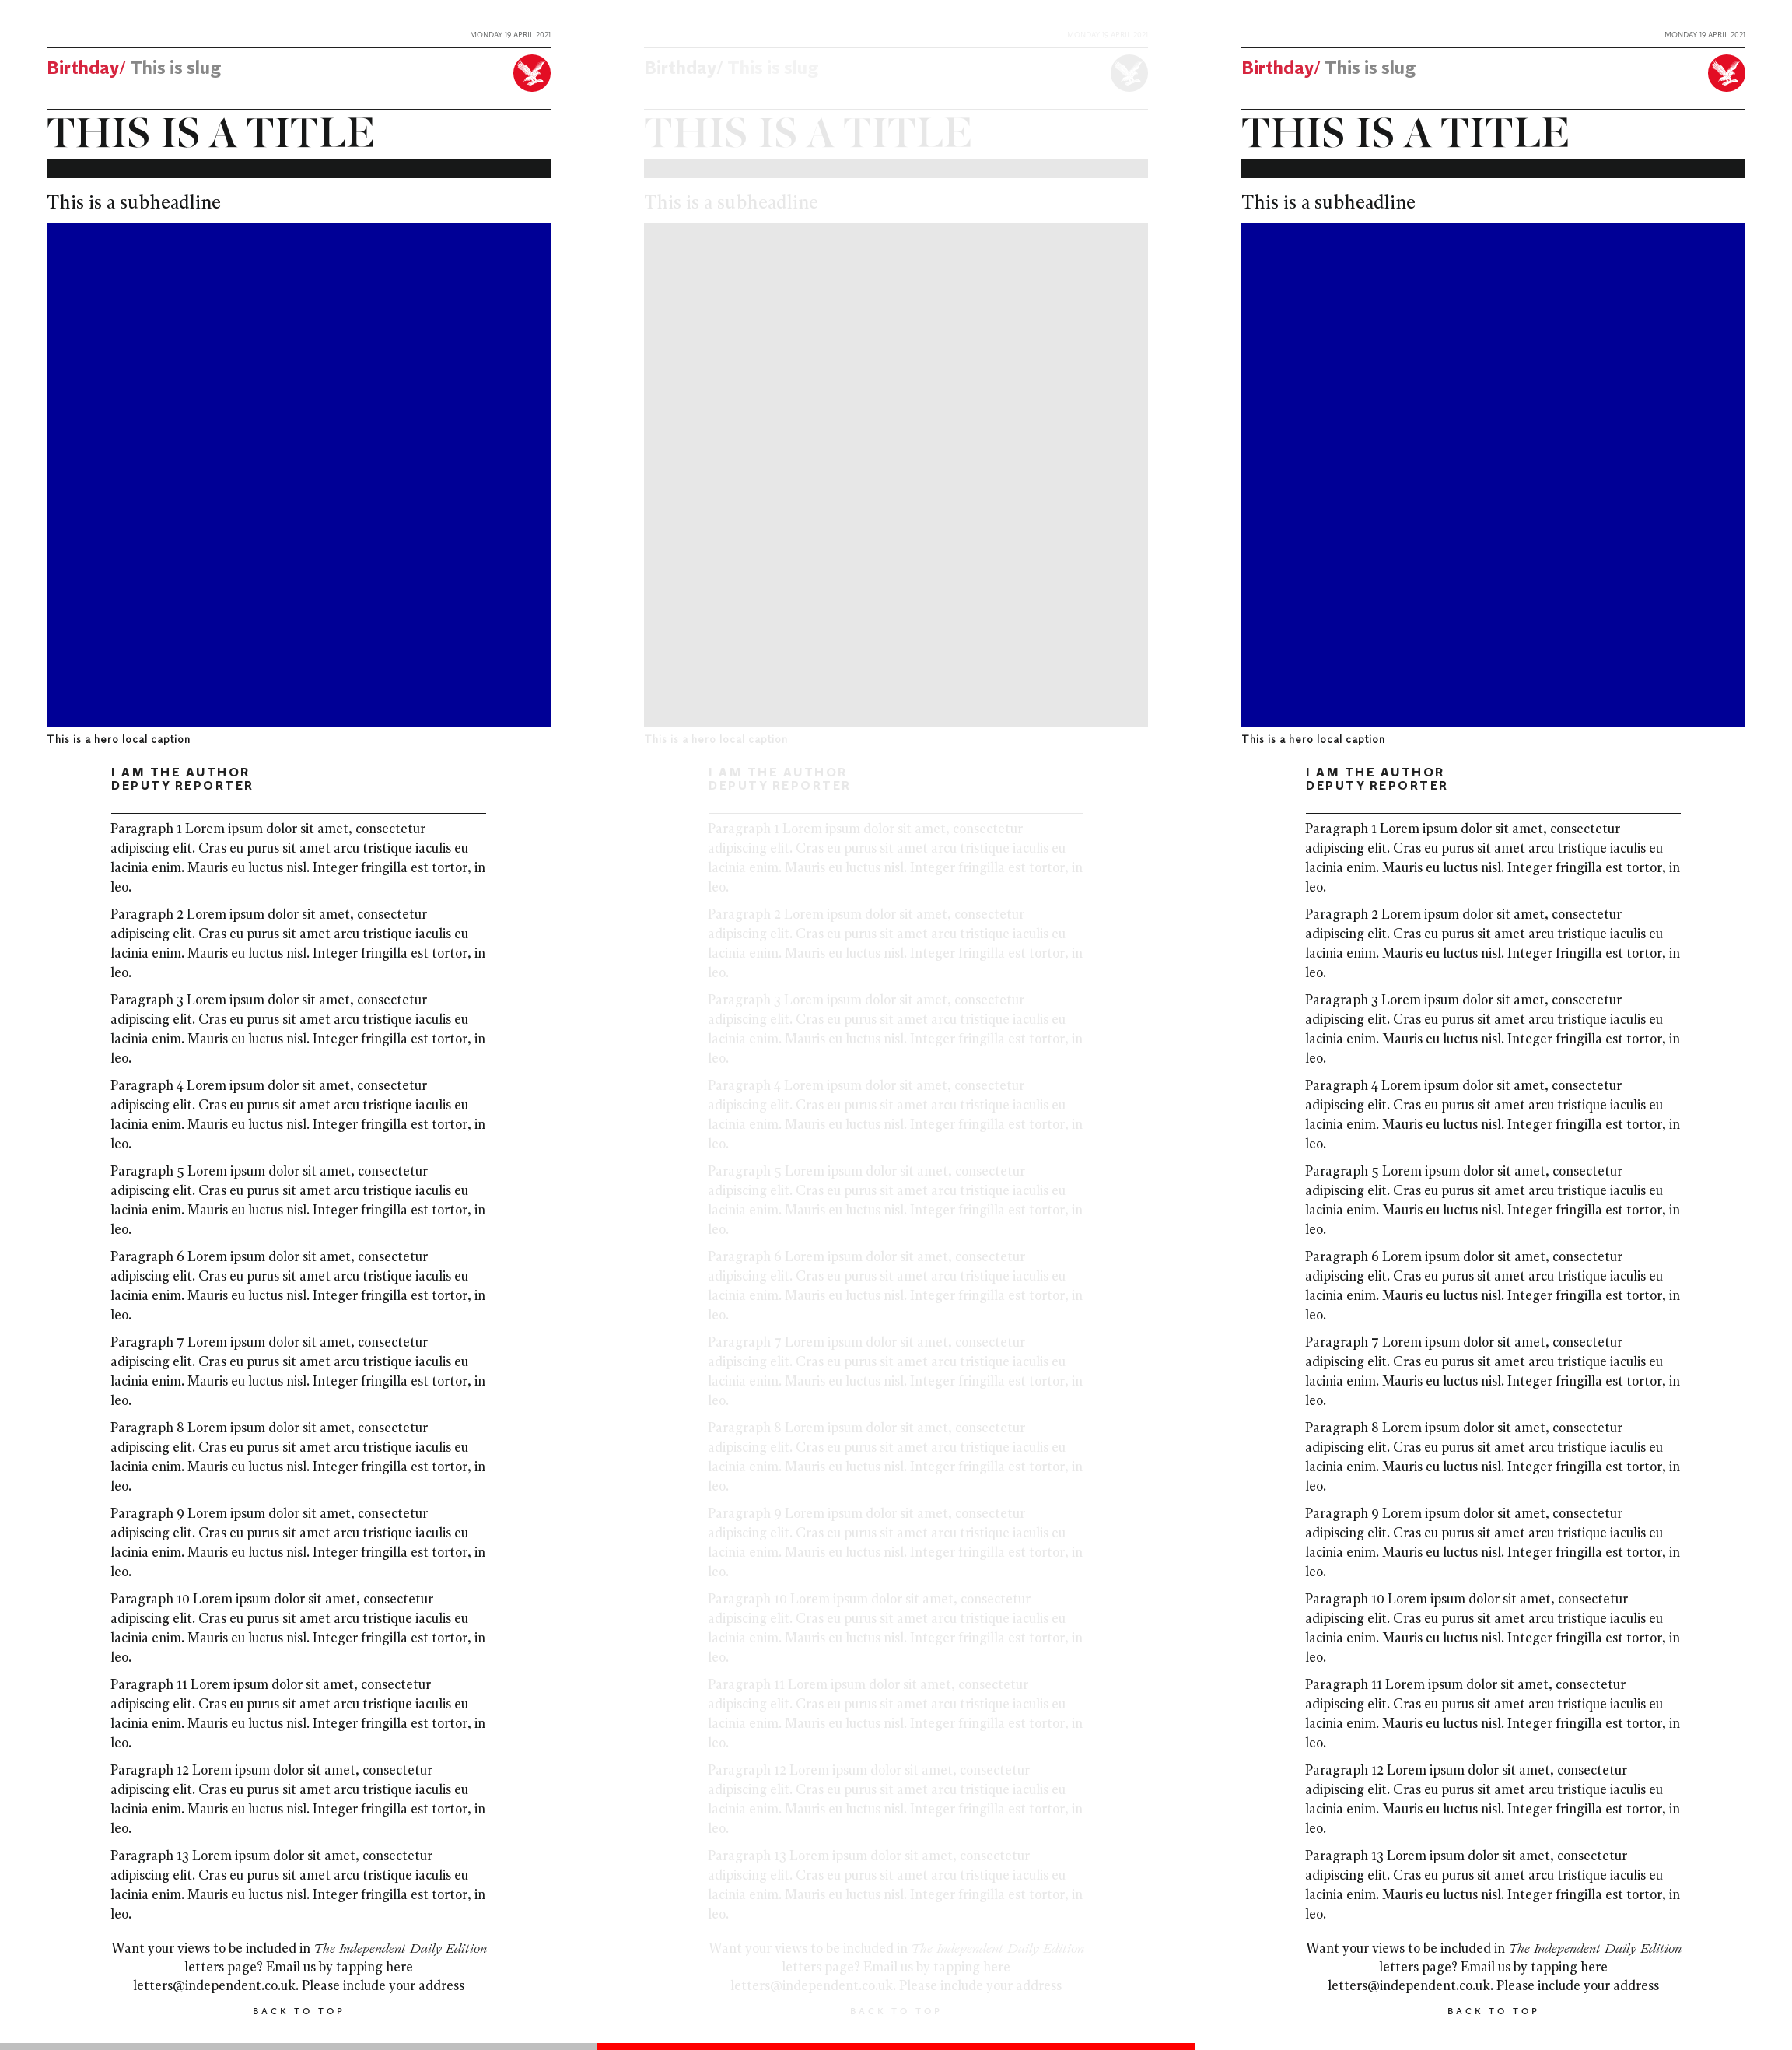 MONDAY 19 APRIL 2021
Birthday/ This is slug
THIS IS A TITLE
This is a subheadline
This is a hero local caption
I AM THE AUTHOR
DEPUTY REPORTER
Paragraph 1 Lorem ipsum dolor sit amet, consectetur
adipiscing elit. Cras eu purus sit amet arcu tristique iaculis eu
lacinia enim. Mauris eu luctus nisl. Integer fringilla est tortor, in
leo.
Paragraph 2 Lorem ipsum dolor sit amet, consectetur
adipiscing elit. Cras eu purus sit amet arcu tristique iaculis eu
lacinia enim. Mauris eu luctus nisl. Integer fringilla est tortor, in
leo.
Paragraph 3 Lorem ipsum dolor sit amet, consectetur
adipiscing elit. Cras eu purus sit amet arcu tristique iaculis eu
lacinia enim. Mauris eu luctus nisl. Integer fringilla est tortor, in
leo.
Paragraph 4 Lorem ipsum dolor sit amet, consectetur
adipiscing elit. Cras eu purus sit amet arcu tristique iaculis eu
lacinia enim. Mauris eu luctus nisl. Integer fringilla est tortor, in
leo.
Paragraph 5 Lorem ipsum dolor sit amet, consectetur
adipiscing elit. Cras eu purus sit amet arcu tristique iaculis eu
lacinia enim. Mauris eu luctus nisl. Integer fringilla est tortor, in
leo.
Paragraph 6 Lorem ipsum dolor sit amet, consectetur
adipiscing elit. Cras eu purus sit amet arcu tristique iaculis eu
lacinia enim. Mauris eu luctus nisl. Integer fringilla est tortor, in
leo.
Paragraph 7 Lorem ipsum dolor sit amet, consectetur
adipiscing elit. Cras eu purus sit amet arcu tristique iaculis eu
lacinia enim. Mauris eu luctus nisl. Integer fringilla est tortor, in
leo.
Paragraph 8 Lorem ipsum dolor sit amet, consectetur
adipiscing elit. Cras eu purus sit amet arcu tristique iaculis eu
lacinia enim. Mauris eu luctus nisl. Integer fringilla est tortor, in
leo.
Paragraph 9 Lorem ipsum dolor sit amet, consectetur
adipiscing elit. Cras eu purus sit amet arcu tristique iaculis eu
lacinia enim. Mauris eu luctus nisl. Integer fringilla est tortor, in
leo.
Paragraph 10 Lorem ipsum dolor sit amet, consectetur
adipiscing elit. Cras eu purus sit amet arcu tristique iaculis eu
lacinia enim. Mauris eu luctus nisl. Integer fringilla est tortor, in
leo.
Paragraph 11 Lorem ipsum dolor sit amet, consectetur
adipiscing elit. Cras eu purus sit amet arcu tristique iaculis eu
lacinia enim. Mauris eu luctus nisl. Integer fringilla est tortor, in
leo.
Paragraph 12 Lorem ipsum dolor sit amet, consectetur
adipiscing elit. Cras eu purus sit amet arcu tristique iaculis eu
lacinia enim. Mauris eu luctus nisl. Integer fringilla est tortor, in
leo.
Paragraph 13 Lorem ipsum dolor sit amet, consectetur
adipiscing elit. Cras eu purus sit amet arcu tristique iaculis eu
lacinia enim. Mauris eu luctus nisl. Integer fringilla est tortor, in
leo.
Want your views to be included in The Independent Daily Edition
letters page? Email us by tapping here
letters@independent.co.uk. Please include your address
BACK TO TOP
MONDAY 19 APRIL 2021
Birthday/ This is slug
THIS IS A TITLE
This is a subheadline
This is a hero local caption
I AM THE AUTHOR
DEPUTY REPORTER
Paragraph 1 Lorem ipsum dolor sit amet, consectetur
adipiscing elit. Cras eu purus sit amet arcu tristique iaculis eu
lacinia enim. Mauris eu luctus nisl. Integer fringilla est tortor, in
leo.
Paragraph 2 Lorem ipsum dolor sit amet, consectetur
adipiscing elit. Cras eu purus sit amet arcu tristique iaculis eu
lacinia enim. Mauris eu luctus nisl. Integer fringilla est tortor, in
leo.
Paragraph 3 Lorem ipsum dolor sit amet, consectetur
adipiscing elit. Cras eu purus sit amet arcu tristique iaculis eu
lacinia enim. Mauris eu luctus nisl. Integer fringilla est tortor, in
leo.
Paragraph 4 Lorem ipsum dolor sit amet, consectetur
adipiscing elit. Cras eu purus sit amet arcu tristique iaculis eu
lacinia enim. Mauris eu luctus nisl. Integer fringilla est tortor, in
leo.
Paragraph 5 Lorem ipsum dolor sit amet, consectetur
adipiscing elit. Cras eu purus sit amet arcu tristique iaculis eu
lacinia enim. Mauris eu luctus nisl. Integer fringilla est tortor, in
leo.
Paragraph 6 Lorem ipsum dolor sit amet, consectetur
adipiscing elit. Cras eu purus sit amet arcu tristique iaculis eu
lacinia enim. Mauris eu luctus nisl. Integer fringilla est tortor, in
leo.
Paragraph 7 Lorem ipsum dolor sit amet, consectetur
adipiscing elit. Cras eu purus sit amet arcu tristique iaculis eu
lacinia enim. Mauris eu luctus nisl. Integer fringilla est tortor, in
leo.
Paragraph 8 Lorem ipsum dolor sit amet, consectetur
adipiscing elit. Cras eu purus sit amet arcu tristique iaculis eu
lacinia enim. Mauris eu luctus nisl. Integer fringilla est tortor, in
leo.
Paragraph 9 Lorem ipsum dolor sit amet, consectetur
adipiscing elit. Cras eu purus sit amet arcu tristique iaculis eu
lacinia enim. Mauris eu luctus nisl. Integer fringilla est tortor, in
leo.
Paragraph 10 Lorem ipsum dolor sit amet, consectetur
adipiscing elit. Cras eu purus sit amet arcu tristique iaculis eu
lacinia enim. Mauris eu luctus nisl. Integer fringilla est tortor, in
leo.
Paragraph 11 Lorem ipsum dolor sit amet, consectetur
adipiscing elit. Cras eu purus sit amet arcu tristique iaculis eu
lacinia enim. Mauris eu luctus nisl. Integer fringilla est tortor, in
leo.
Paragraph 12 Lorem ipsum dolor sit amet, consectetur
adipiscing elit. Cras eu purus sit amet arcu tristique iaculis eu
lacinia enim. Mauris eu luctus nisl. Integer fringilla est tortor, in
leo.
Paragraph 13 Lorem ipsum dolor sit amet, consectetur
adipiscing elit. Cras eu purus sit amet arcu tristique iaculis eu
lacinia enim. Mauris eu luctus nisl. Integer fringilla est tortor, in
leo.
Want your views to be included in The Independent Daily Edition
letters page? Email us by tapping here
letters@independent.co.uk. Please include your address
BACK TO TOP
MONDAY 19 APRIL 2021
Birthday/ This is slug
THIS IS A TITLE
This is a subheadline
This is a hero local caption
I AM THE AUTHOR
DEPUTY REPORTER
Paragraph 1 Lorem ipsum dolor sit amet, consectetur
adipiscing elit. Cras eu purus sit amet arcu tristique iaculis eu
lacinia enim. Mauris eu luctus nisl. Integer fringilla est tortor, in
leo.
Paragraph 2 Lorem ipsum dolor sit amet, consectetur
adipiscing elit. Cras eu purus sit amet arcu tristique iaculis eu
lacinia enim. Mauris eu luctus nisl. Integer fringilla est tortor, in
leo.
Paragraph 3 Lorem ipsum dolor sit amet, consectetur
adipiscing elit. Cras eu purus sit amet arcu tristique iaculis eu
lacinia enim. Mauris eu luctus nisl. Integer fringilla est tortor, in
leo.
Paragraph 4 Lorem ipsum dolor sit amet, consectetur
adipiscing elit. Cras eu purus sit amet arcu tristique iaculis eu
lacinia enim. Mauris eu luctus nisl. Integer fringilla est tortor, in
leo.
Paragraph 5 Lorem ipsum dolor sit amet, consectetur
adipiscing elit. Cras eu purus sit amet arcu tristique iaculis eu
lacinia enim. Mauris eu luctus nisl. Integer fringilla est tortor, in
leo.
Paragraph 6 Lorem ipsum dolor sit amet, consectetur
adipiscing elit. Cras eu purus sit amet arcu tristique iaculis eu
lacinia enim. Mauris eu luctus nisl. Integer fringilla est tortor, in
leo.
Paragraph 7 Lorem ipsum dolor sit amet, consectetur
adipiscing elit. Cras eu purus sit amet arcu tristique iaculis eu
lacinia enim. Mauris eu luctus nisl. Integer fringilla est tortor, in
leo.
Paragraph 8 Lorem ipsum dolor sit amet, consectetur
adipiscing elit. Cras eu purus sit amet arcu tristique iaculis eu
lacinia enim. Mauris eu luctus nisl. Integer fringilla est tortor, in
leo.
Paragraph 9 Lorem ipsum dolor sit amet, consectetur
adipiscing elit. Cras eu purus sit amet arcu tristique iaculis eu
lacinia enim. Mauris eu luctus nisl. Integer fringilla est tortor, in
leo.
Paragraph 10 Lorem ipsum dolor sit amet, consectetur
adipiscing elit. Cras eu purus sit amet arcu tristique iaculis eu
lacinia enim. Mauris eu luctus nisl. Integer fringilla est tortor, in
leo.
Paragraph 11 Lorem ipsum dolor sit amet, consectetur
adipiscing elit. Cras eu purus sit amet arcu tristique iaculis eu
lacinia enim. Mauris eu luctus nisl. Integer fringilla est tortor, in
leo.
Paragraph 12 Lorem ipsum dolor sit amet, consectetur
adipiscing elit. Cras eu purus sit amet arcu tristique iaculis eu
lacinia enim. Mauris eu luctus nisl. Integer fringilla est tortor, in
leo.
Paragraph 13 Lorem ipsum dolor sit amet, consectetur
adipiscing elit. Cras eu purus sit amet arcu tristique iaculis eu
lacinia enim. Mauris eu luctus nisl. Integer fringilla est tortor, in
leo.
Want your views to be included in The Independent Daily Edition
letters page? Email us by tapping here
letters@independent.co.uk. Please include your address
BACK TO TOP